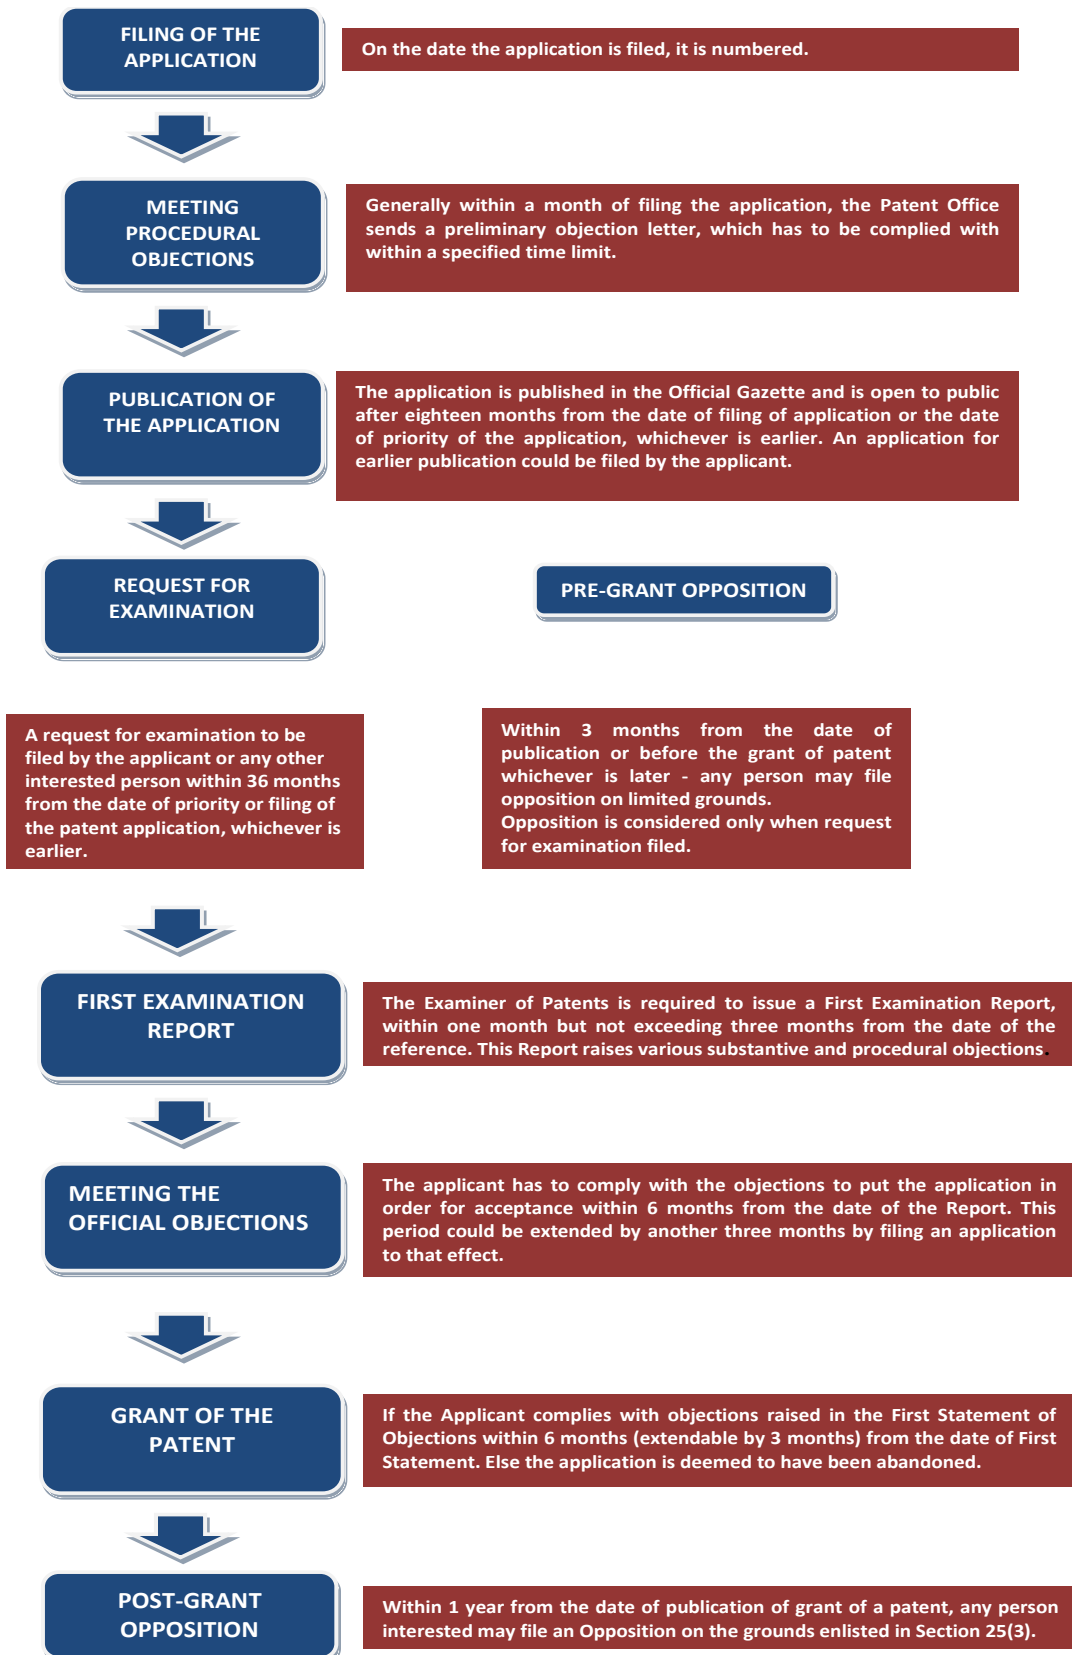 FILING OF THE
APPLICATION
On the date the application is filed, it is numbered.
MEETING
PROCEDURAL
OBJECTIONS
Generally within a month of filing the application, the Patent Office
sends a preliminary objection letter, which has to be complied with
within a specified time limit.
PUBLICATION OF
THE APPLICATION
The application is published in the Official Gazette and is open to public
after eighteen months from the date of filing of application or the date
of priority of the application, whichever is earlier. An application for
earlier publication could be filed by the applicant.
REQUEST FOR
EXAMINATION
PRE-GRANT OPPOSITION
A request for examination to be
filed by the applicant or any other
interested person within 36 months
from the date of priority or filing of
the patent application, whichever is
earlier.
Within 3 months from the date of
publication or before the grant of patent
whichever is later - any person may file
opposition on limited grounds.
Opposition is considered only when request
for examination filed.
FIRST EXAMINATION
REPORT
The Examiner of Patents is required to issue a First Examination Report,
within one month but not exceeding three months from the date of the
reference. This Report raises various substantive and procedural objections.
MEETING THE
OFFICIAL OBJECTIONS
The applicant has to comply with the objections to put the application in
order for acceptance within 6 months from the date of the Report. This
period could be extended by another three months by filing an application
to that effect.
GRANT OF THE
PATENT
If the Applicant complies with objections raised in the First Statement of
Objections within 6 months (extendable by 3 months) from the date of First
Statement. Else the application is deemed to have been abandoned.
POST-GRANT
OPPOSITION
Within 1 year from the date of publication of grant of a patent, any person
interested may file an Opposition on the grounds enlisted in Section 25(3).